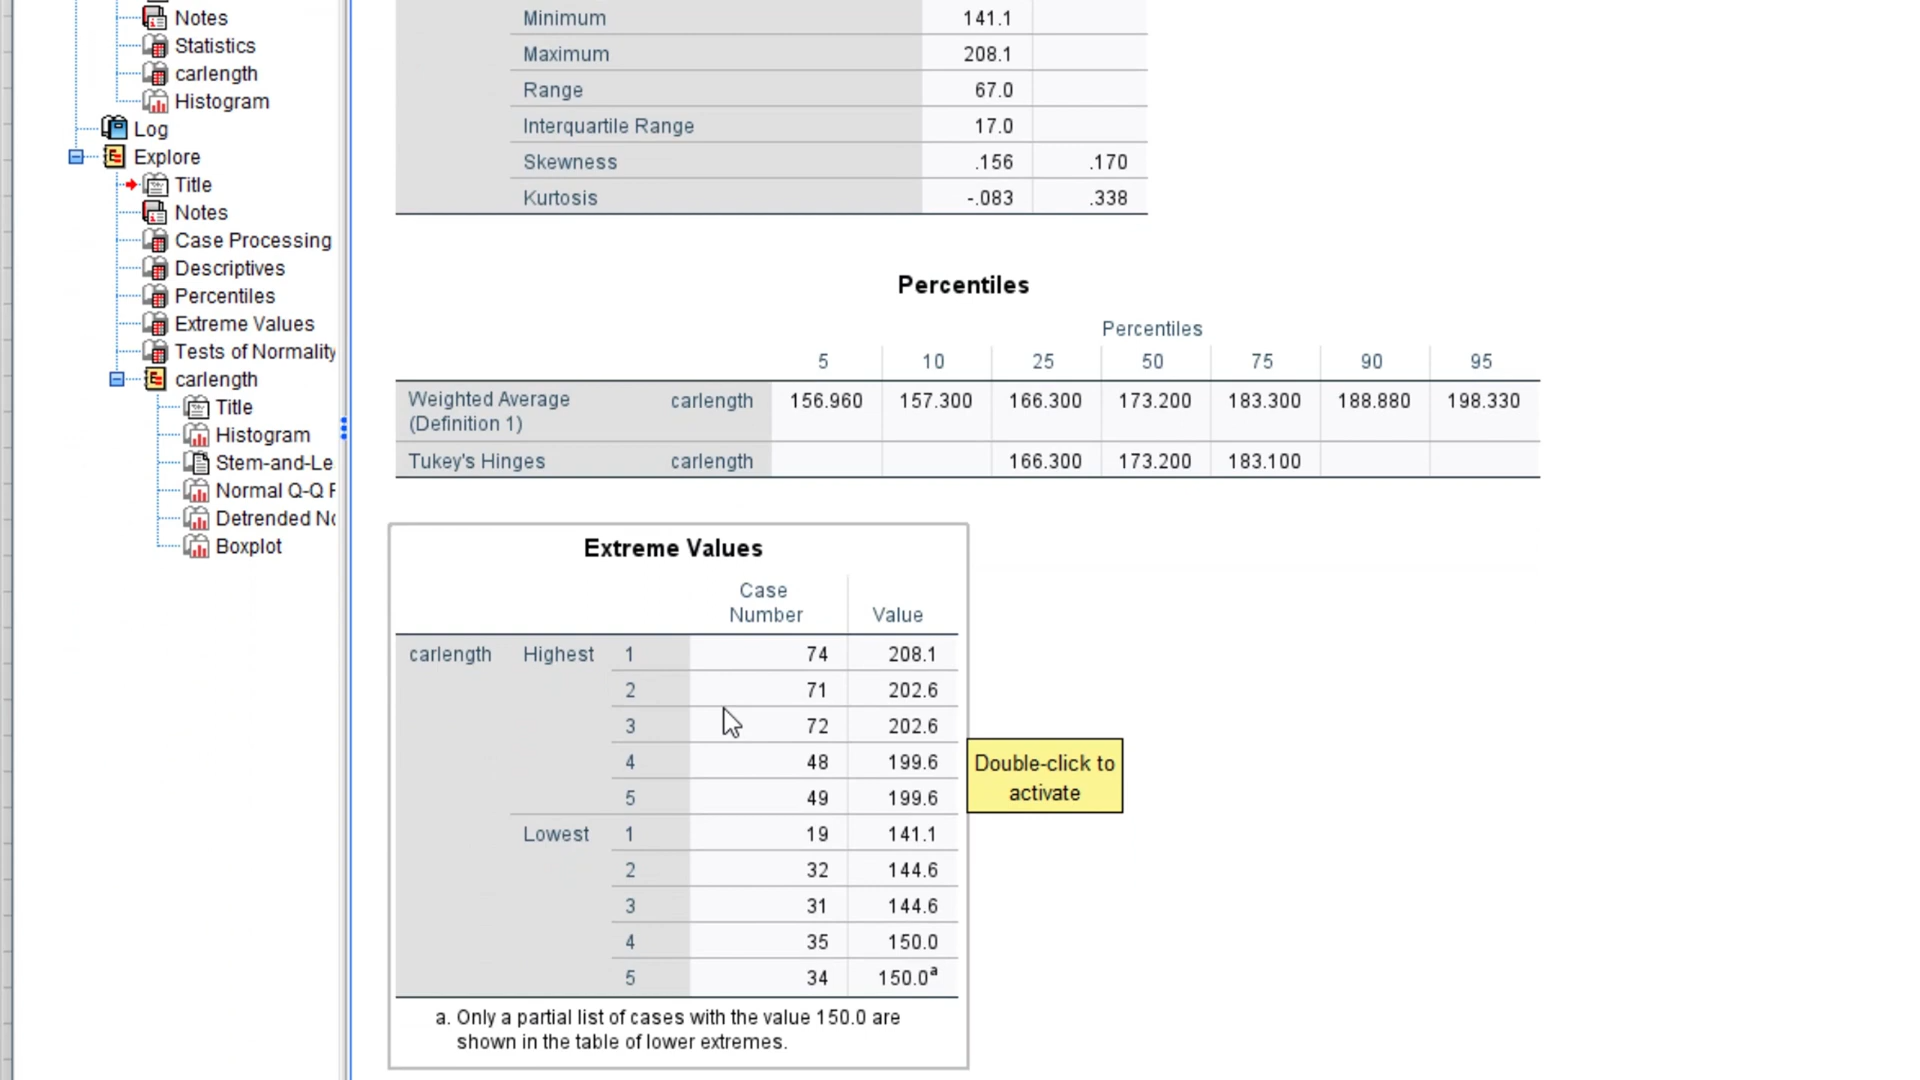 Notes
Statistics
carlength
Histogram
Log
Explore
Title
Notes
Case Processing
Descriptives
Percentiles
Extreme Values
Tests of Normality
carlength
Title
Histogram
Stem-and-Le
Normal Q-Q
Detrended
Boxplot
Minimum 141.1
Maximum 208.1
Range 67.0
Interquartile Range 17.0
Skewness .156 .170
Kurtosis -.083 .338
Percentiles
Percentiles
5 10 25 50 75 90 95
Weighted Average carlength 156.960 157.300 166.300 173.200 183.300 188.880 198.330
(Definition 1)
Tukey's Hinges carlength 166.300 173.200 183.100
Extreme Values
Case
Number Value
carlength Highest 1 74 208.1
2 71 202.6
3 72 202.6
4 48 199.6
5 49 199.6
Lowest 1 19 141.1
2 32 144.6
3 31 144.6
4 35 150.0
5 34 150.0a
a. Only a partial list of cases with the value 150.0 are
shown in the table of lower extremes.
Double-click to
activate